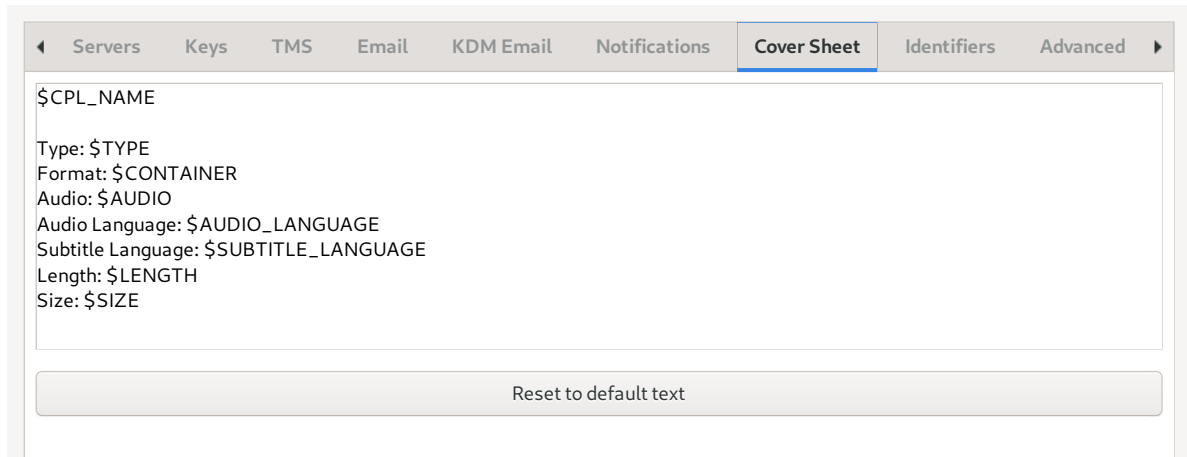 Servers Keys TMS Email KDM Email Notifications Cover Sheet Identifiers Advanced
$CPL_NAME
Type: $TYPE
Format: $CONTAINER
Audio: $AUDIO
Audio Language: $AUDIO_LANGUAGE
Subtitle Language: $SUBTITLE_LANGUAGE
Length: $LENGTH
Size: $SIZE
Reset to default text